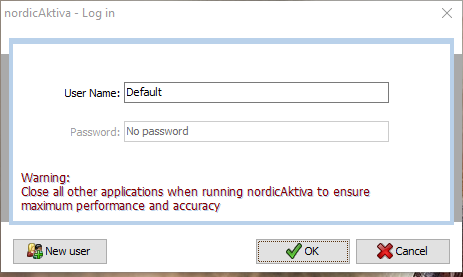 nordicAktiva - Log in
User Name: Default
Password: No password
Warning:
Close all other applications when running nordicAktiva to ensure
maximum performance and accuracy
New user OK Cancel